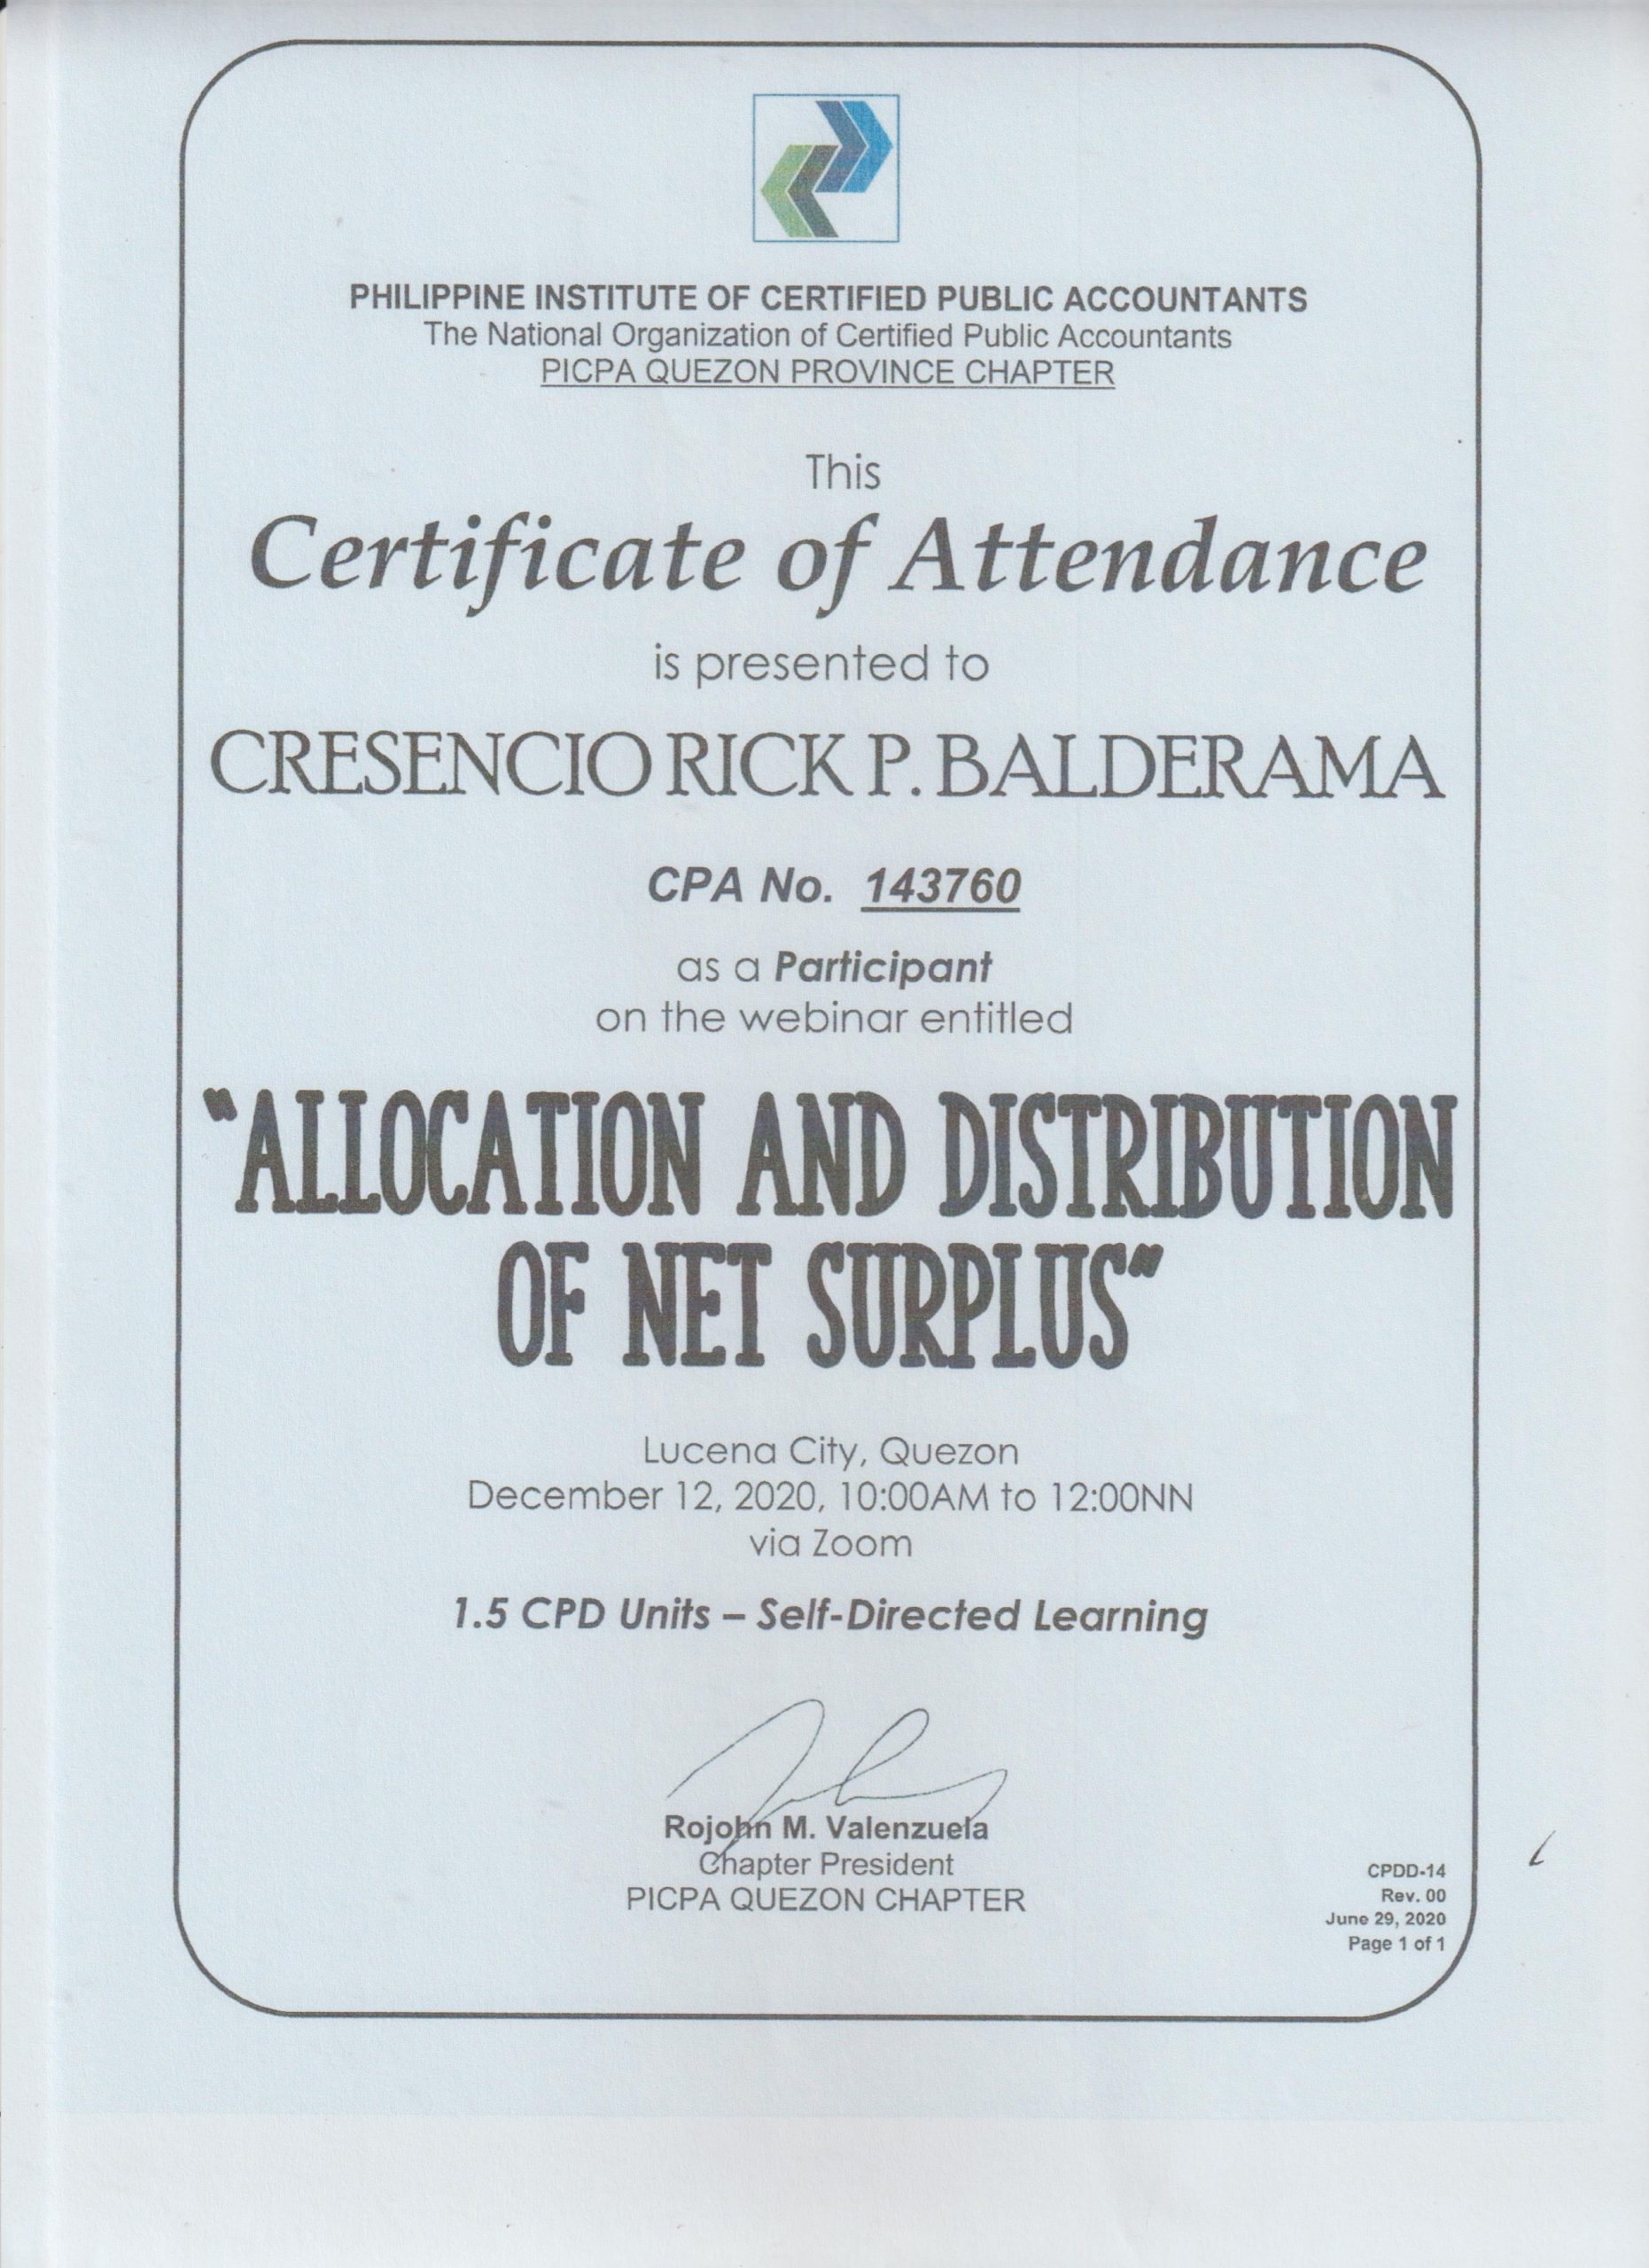 PHILIPPINE INSTITUTE OF CERTIFIED PUBLIC ACCOUNTANTS
The National Organization of Certified Public Accountants
PICPA QUEZON PROVINCE CHAPTER
This
Certificate of Attendance
is presented to
CRESENCIO RICK P. BALDERAMA
CPA No. 143760
as a Participant
on the webinar entitled
"ALLOCATION AND DISTRIBUTION
OF NET SURPLUS"
Lucena City, Quezon
December 12, 2020, 10:00AM to 12:00NN
via Zoom
1.5 CPD Units – Self-Directed Learning
Rojohn M. Valenzuela
Chapter President
PICPA QUEZON CHAPTER
CPDD-14
Rev. 00
June 29, 2020
Page 1 of 1